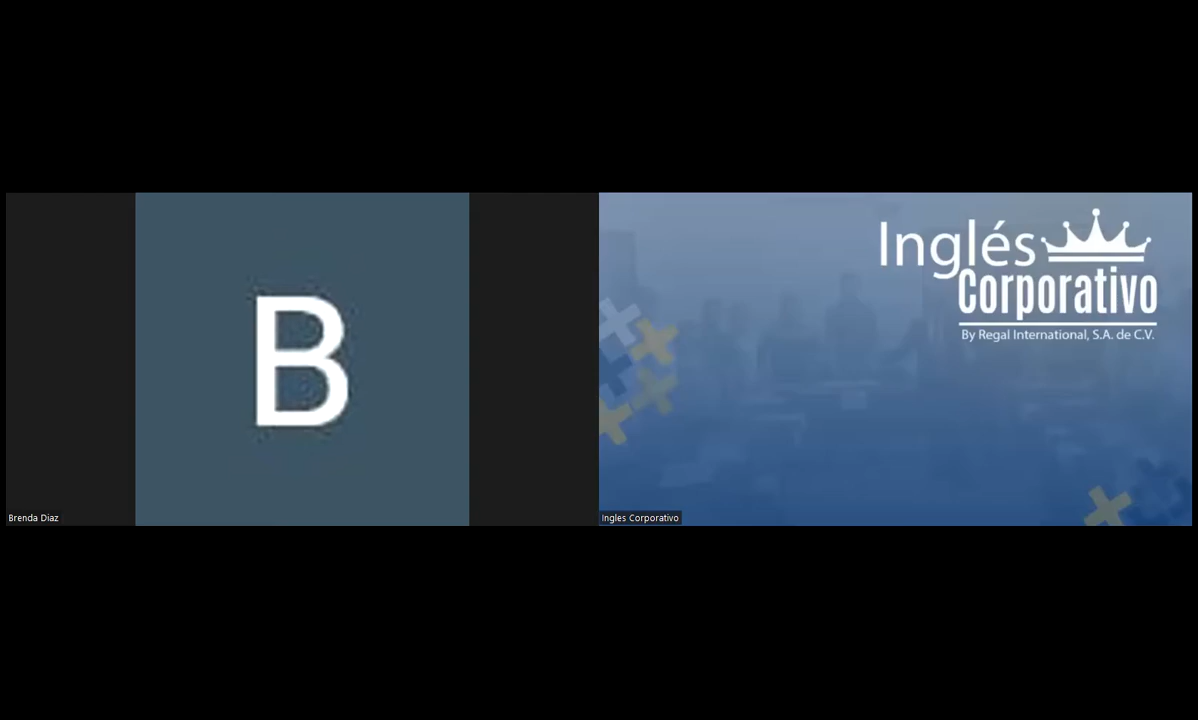 B
Brenda Diaz
Inglés
Corporativo
By Regal International, S.A. de C.V.
Ingles Corporativo